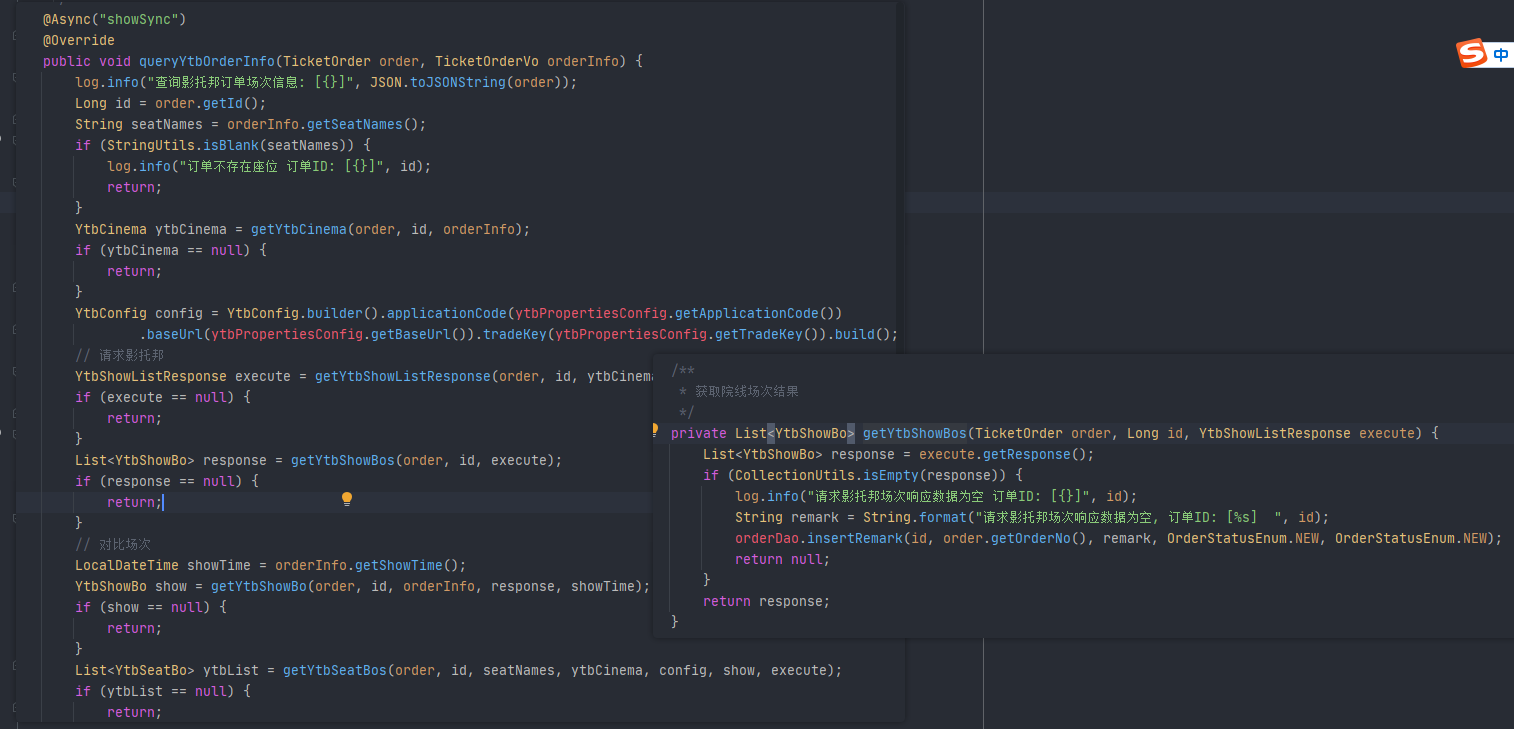 @Async("showSync")
@Override
public void queryYtbOrderInfo(TicketOrder order, TicketOrderVo orderInfo) {
log.info("查询影托邦订单场次信息: [{}]", JSON.toJSONString(order));
Long id = order.getId();
String seatNames = orderInfo.getSeatNames();
if (StringUtils.isBlank(seatNames)) {
log.info("订单不存在座位 订单ID: [{}]", id);
return;
}
YtbCinema ytbCinema = getYtbCinema(order, id, orderInfo);
if (ytbCinema == null) {
return;
}
YtbConfig config = YtbConfig.builder().applicationCode(ytbPropertiesConfig.getApplicationCode())
.baseUrl(ytbPropertiesConfig.getBaseUrl()).tradeKey(ytbPropertiesConfig.getTradeKey()).build();
// 请求影托邦
YtbShowListResponse execute = getYtbShowListResponse(order, id, ytbCinema
if (execute == null) {
return;
}
List<YtbShowBo> response = getYtbShowBos(order, id, execute);
if (response == null) {
return;
}
// 对比场次
LocalDateTime showTime = orderInfo.getShowTime();
YtbShowBo show = getYtbShowBo(order, id, orderInfo, response, showTime);
if (show == null) {
return;
}
List<YtbSeatBo> ytbList = getYtbSeatBos(order, id, seatNames, ytbCinema, config, show, execute);
if (ytbList == null) {
return;
/**
* 获取院线场次结果
*/
private List<YtbShowBo> getYtbShowBos(TicketOrder order, Long id, YtbShowListResponse execute) {
List<YtbShowBo> response = execute.getResponse();
if (CollectionUtils.isEmpty(response)) {
log.info("请求影托邦场次响应数据为空 订单ID: [{}]", id);
String remark = String.format("请求影托邦场次响应数据为空, 订单ID: [%s]  ", id);
orderDao.insertRemark(id, order.getOrderNo(), remark, OrderStatusEnum.NEW, OrderStatusEnum.NEW);
return null;
}
return response;
}
S 中